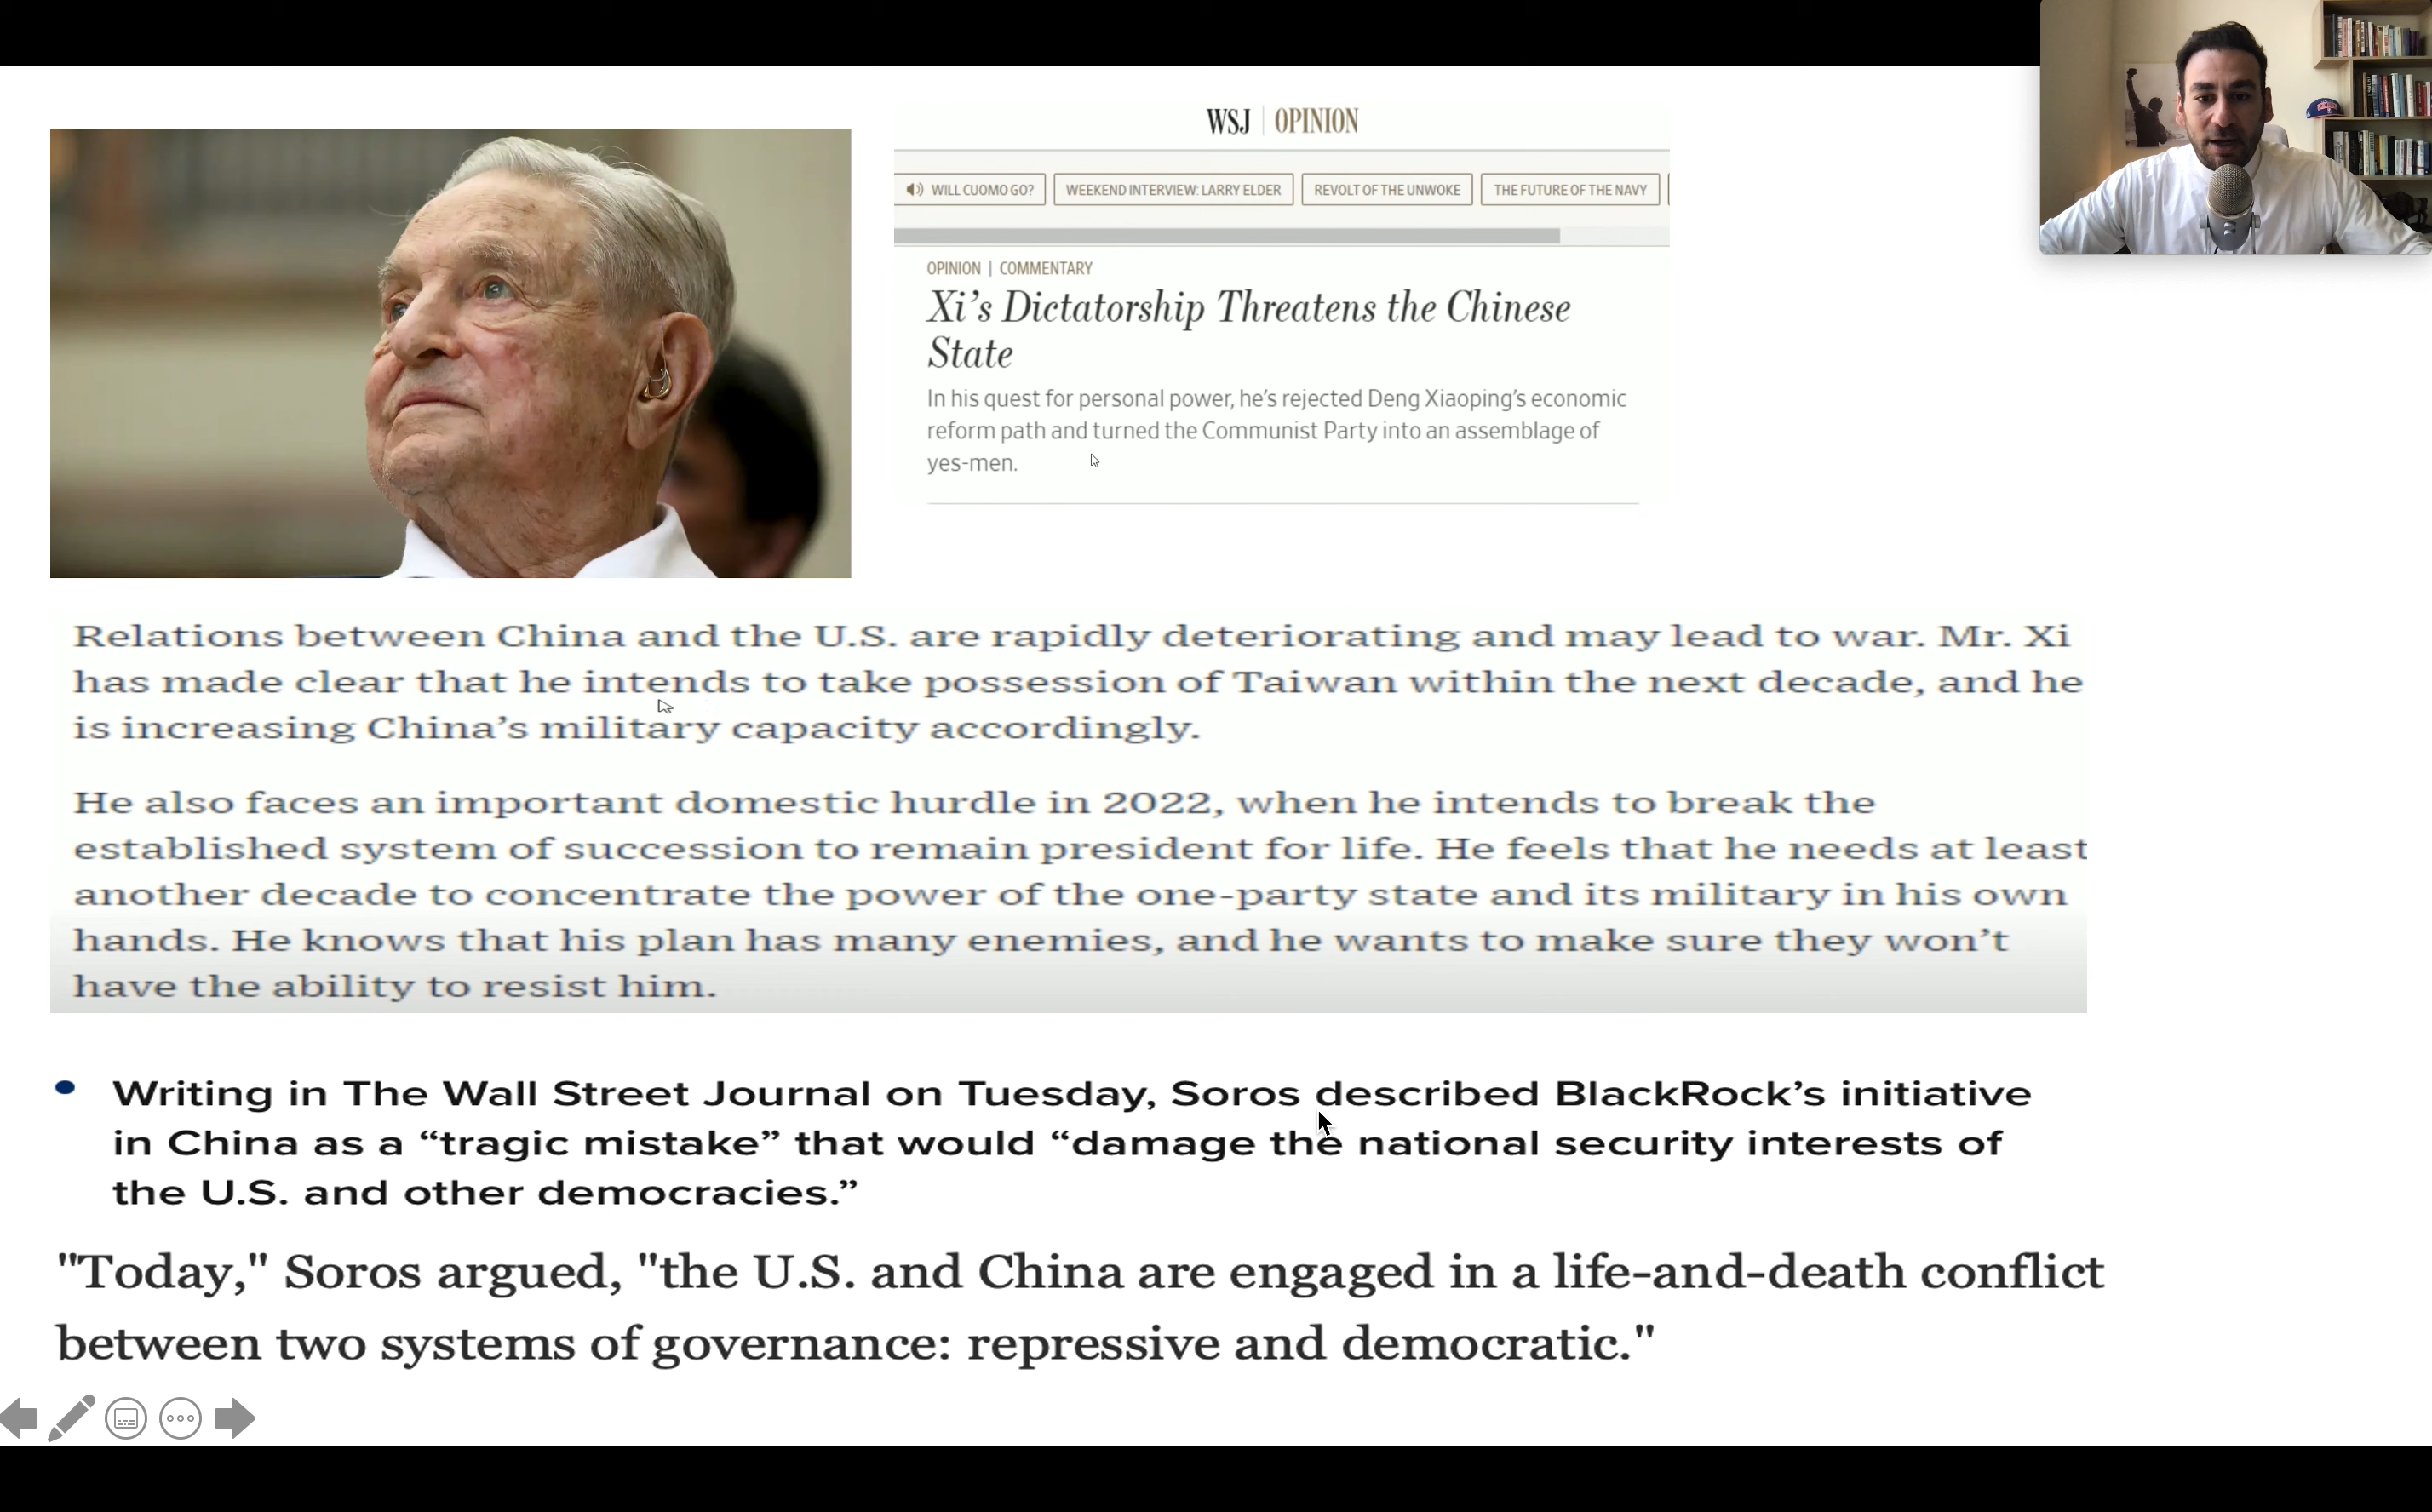 WSJ | OPINION
WILL CUOMO GO? WEEKEND INTERVIEW: LARRY ELDER REVOLT OF THE UNWOKE THE FUTURE OF THE NAVY
OPINION | COMMENTARY
Xi’s Dictatorship Threatens the Chinese
State
In his quest for personal power, he’s rejected Deng Xiaoping’s economic
reform path and turned the Communist Party into an assemblage of
yes-men.
Relations between China and the U.S. are rapidly deteriorating and may lead to war. Mr. Xi
has made clear that he intends to take possession of Taiwan within the next decade, and he
is increasing China’s military capacity accordingly.
He also faces an important domestic hurdle in 2022, when he intends to break the
established system of succession to remain president for life. He feels that he needs at least
another decade to concentrate the power of the one-party state and its military in his own
hands. He knows that his plan has many enemies, and he wants to make sure they won’t
have the ability to resist him.
• Writing in The Wall Street Journal on Tuesday, Soros described BlackRock’s initiative
in China as a “tragic mistake” that would “damage the national security interests of
the U.S. and other democracies.”
"Today," Soros argued, "the U.S. and China are engaged in a life-and-death conflict
between two systems of governance: repressive and democratic."